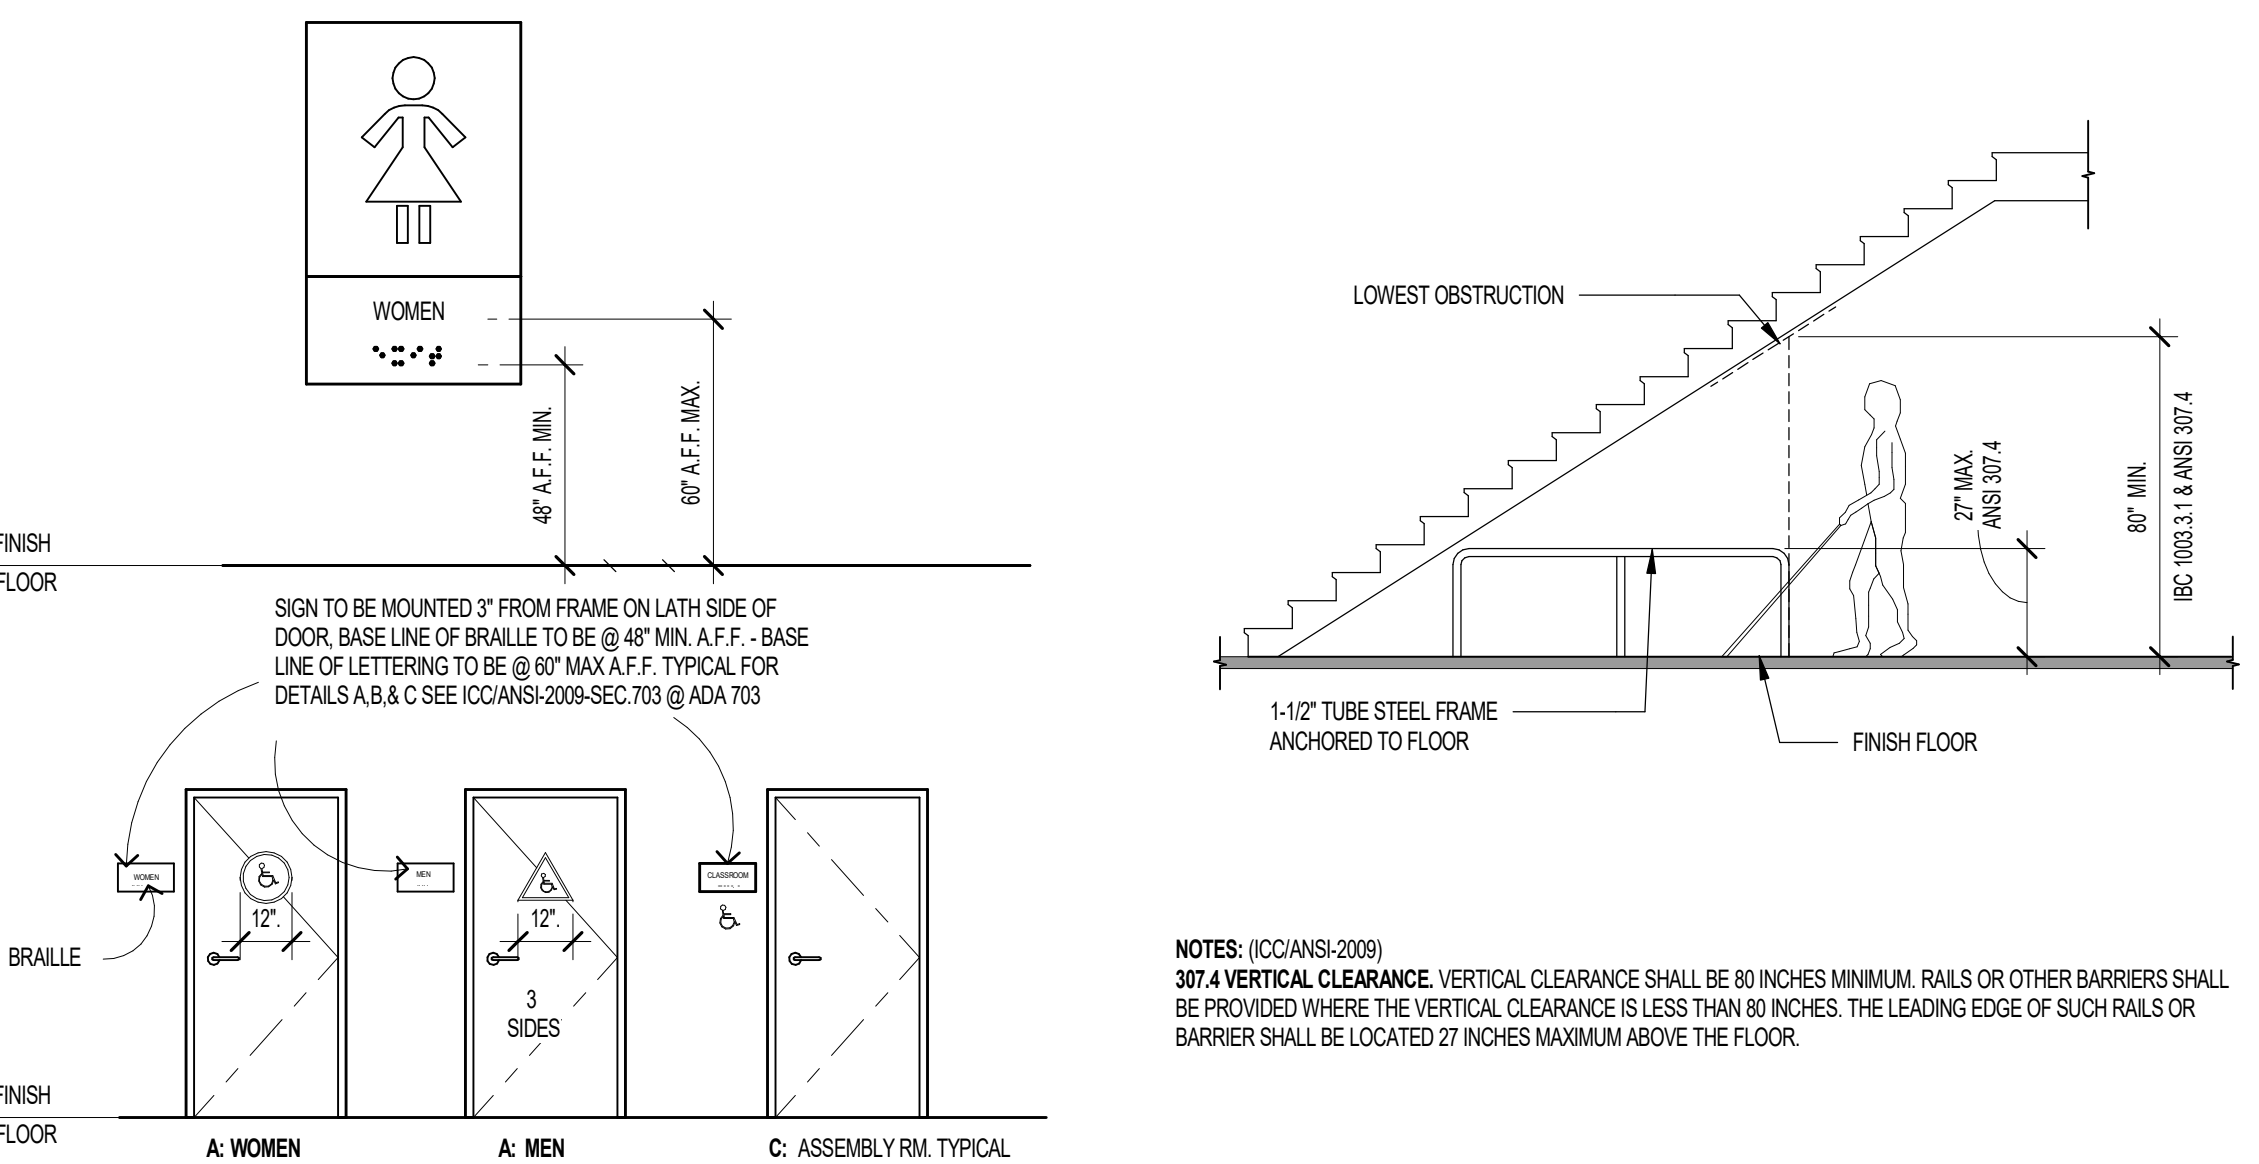 WOMEN
48" A.F.F. MIN.
60" A.F.F. MAX.
FINISH
FLOOR
SIGN TO BE MOUNTED 3" FROM FRAME ON LATH SIDE OF
DOOR, BASE LINE OF BRAILLE TO BE @ 48" MIN. A.F.F. - BASE
LINE OF LETTERING TO BE @ 60" MAX A.F.F. TYPICAL FOR
DETAILS A,B,& C SEE ICC/ANSI-2009-SEC.703 @ ADA 703
WOMEN
MEN
CLASSROOM
12".
12".
BRAILLE
3
SIDES
FINISH
FLOOR
A: WOMEN
A: MEN
C: ASSEMBLY RM. TYPICAL
LOWEST OBSTRUCTION
27" MAX.
ANSI 307.4
80" MIN.
IBC 1003.3.1 & ANSI 307.4
1-1/2" TUBE STEEL FRAME
ANCHORED TO FLOOR
FINISH FLOOR
NOTES: (ICC/ANSI-2009)
307.4 VERTICAL CLEARANCE. VERTICAL CLEARANCE SHALL BE 80 INCHES MINIMUM. RAILS OR OTHER BARRIERS SHALL
BE PROVIDED WHERE THE VERTICAL CLEARANCE IS LESS THAN 80 INCHES. THE LEADING EDGE OF SUCH RAILS OR
BARRIER SHALL BE LOCATED 27 INCHES MAXIMUM ABOVE THE FLOOR.